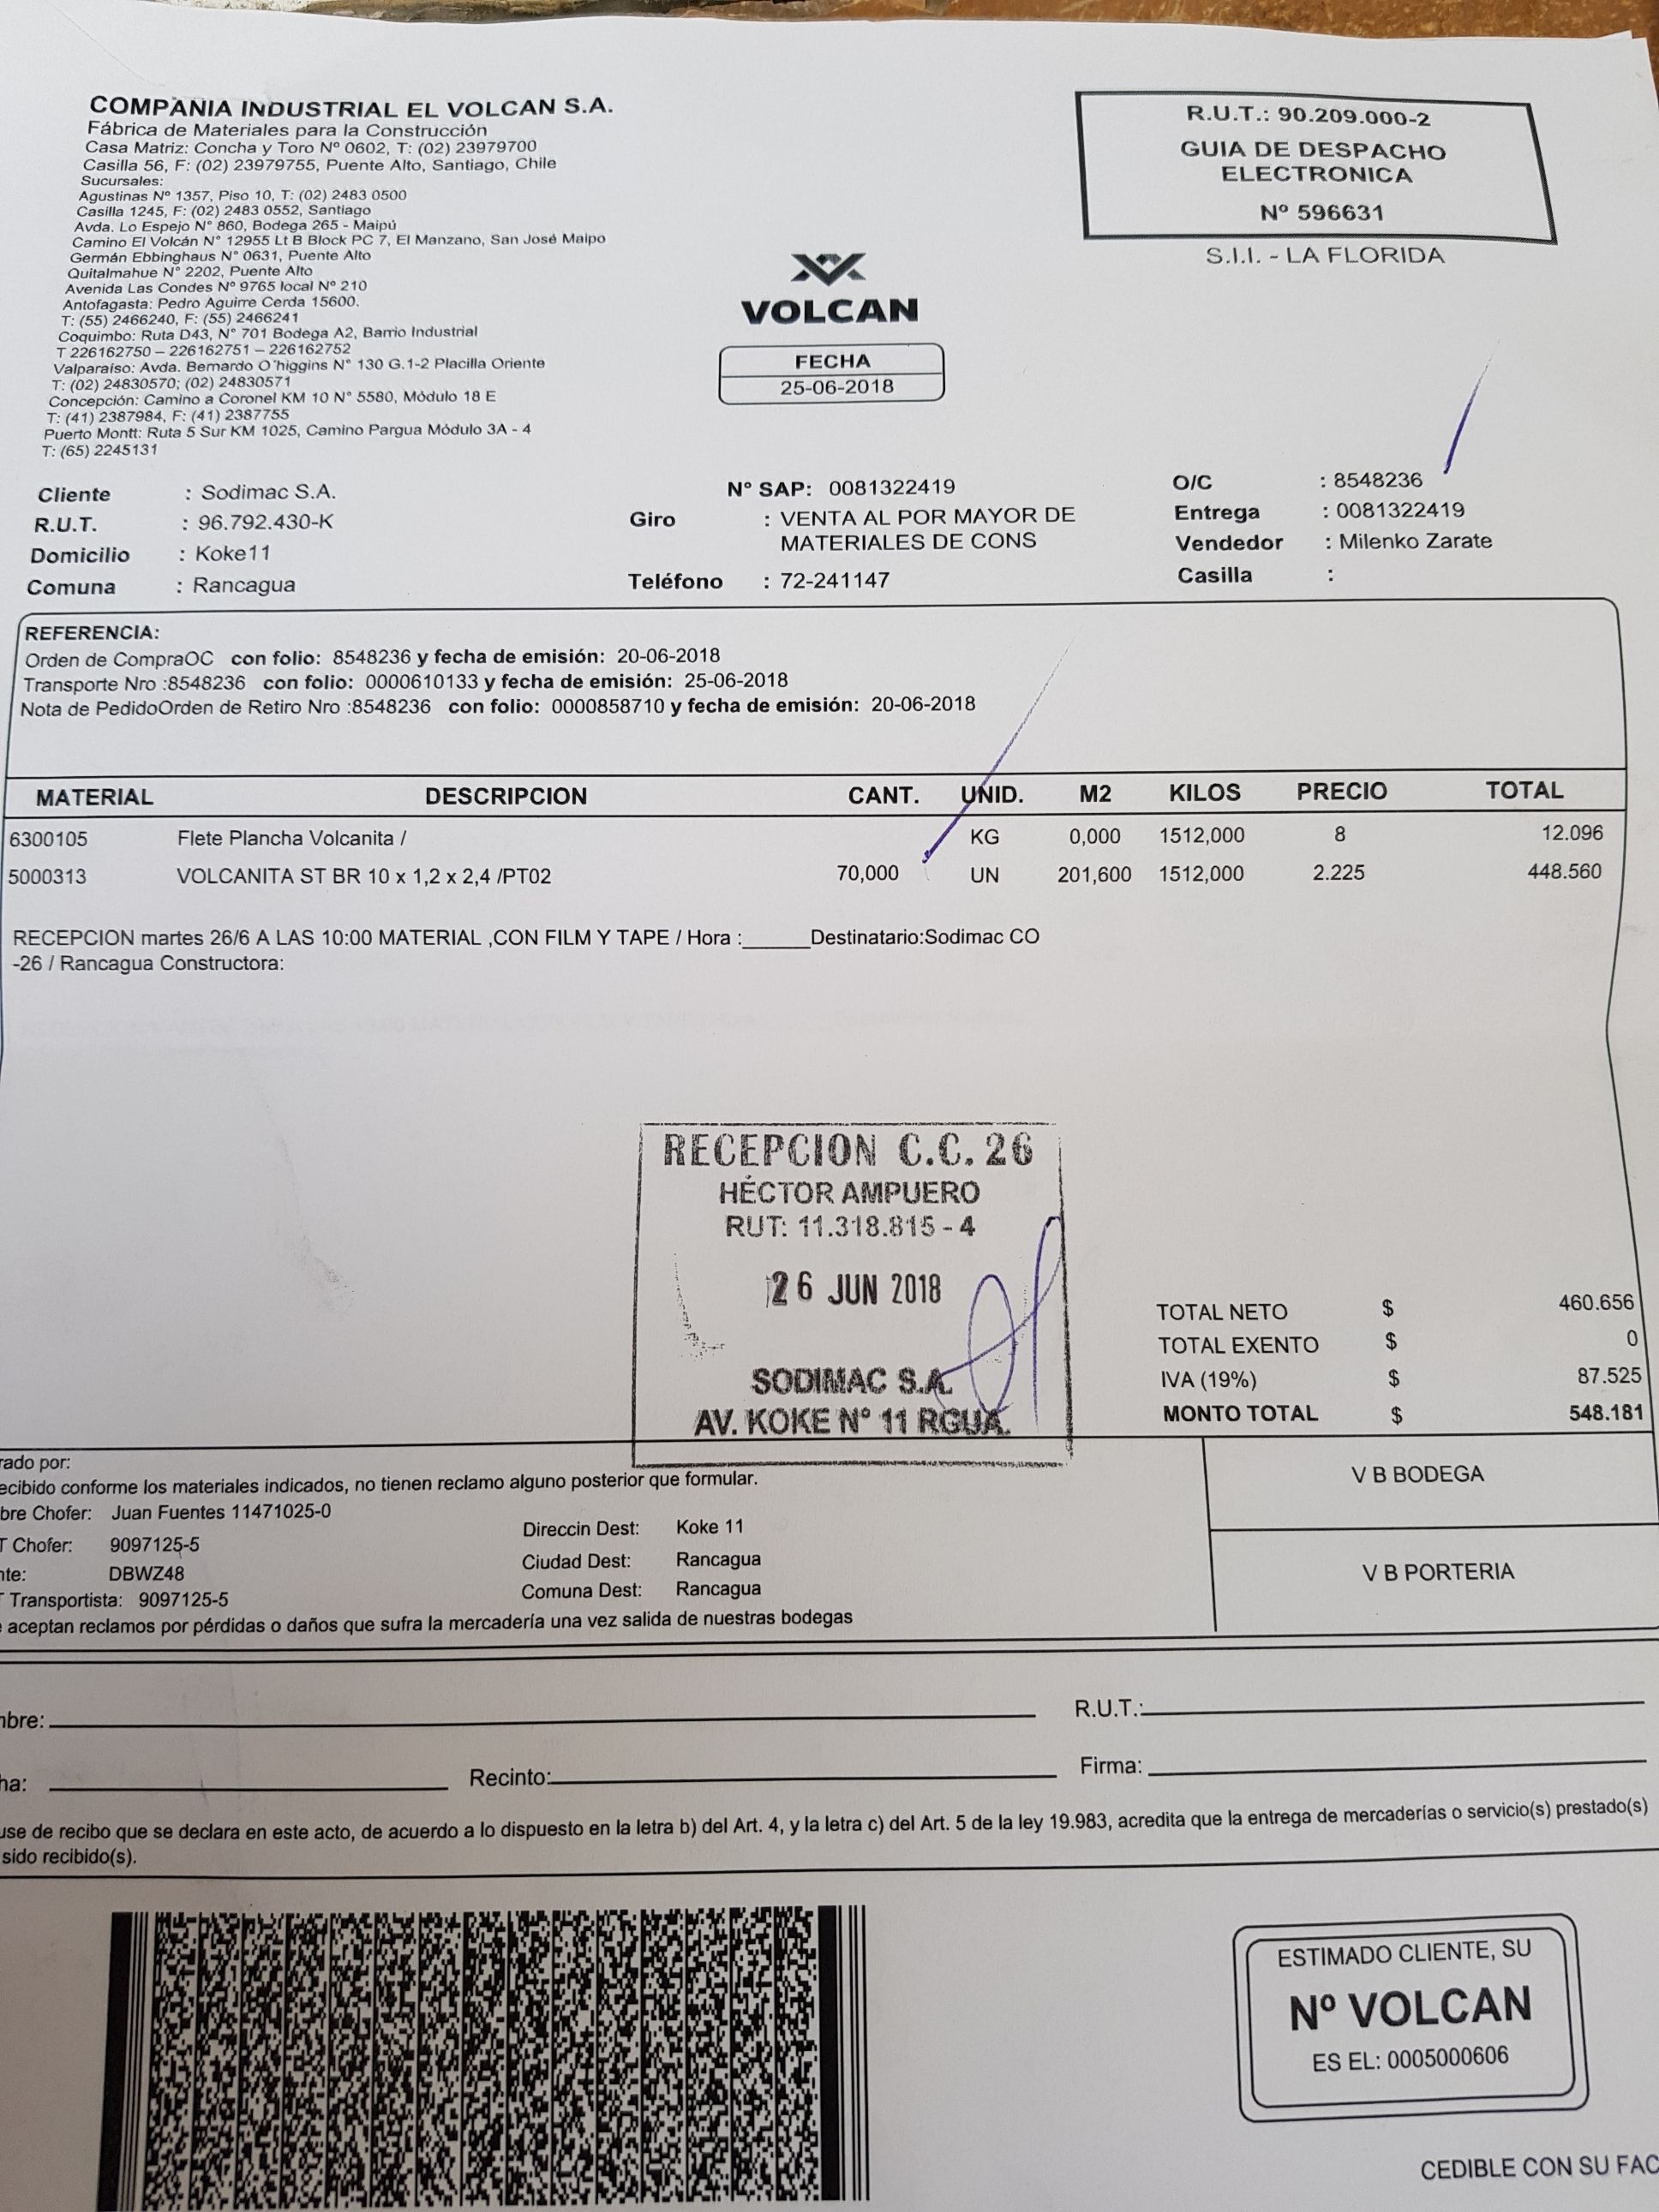 COMPAÑIA INDUSTRIAL EL VOLCAN S.A.
Fábrica de Materiales para la Construcción
Casa Matriz: Concha y Toro Nº 0602, T: (02) 23979700
Casilla 56, F: (02) 23979755, Puente Alto, Santiago, Chile
Sucursales:
Agustinas Nº 1357, Piso 10, T: (02) 2483 0500
Casilla 1245, F: (02) 2483 0552, Santiago
Avda. Lo Espejo N° 860, Bodega 265 - Maipú
Camino El Volcán N° 12955 Lt B Block PC 7, El Manzano, San José Maipo
Germán Ebbinghaus N° 0631, Puente Alto
Quitalmahue N° 2202, Puente Alto
Avenida Las Condes Nº 9765 local Nº 210
Antofagasta: Pedro Aguirre Cerda 15600.
T: (55) 2466240, F: (55) 2466241
Coquimbo: Ruta D43, N° 701 Bodega A2, Barrio Industrial
T 226162750 – 226162751 – 226162752
Valparaiso: Avda. Bernardo O'higgins N° 130 G.1-2 Placilla Oriente
T: (02) 24830570; (02) 24830571
Concepción: Camino a Coronel KM 10 N° 5580, Módulo 18 E
T: (41) 2387984, F: (41) 2387755
Puerto Montt: Ruta 5 Sur KM 1025, Camino Pargua Módulo 3A - 4
T: (65) 2245131
VOLCAN
FECHA
25-06-2018
R.U.T.: 90.209.000-2
GUIA DE DESPACHO
ELECTRONICA
Nº 596631
S.I.I. - LA FLORIDA
Cliente : Sodimac S.A.
R.U.T. : 96.792.430-K
Domicilio : Koke11
Comuna : Rancagua
N° SAP: 0081322419
Giro : VENTA AL POR MAYOR DE
MATERIALES DE CONS
Teléfono : 72-241147
O/C : 8548236
Entrega : 0081322419
Vendedor : Milenko Zarate
Casilla :
REFERENCIA:
Orden de CompraOC con folio: 8548236 y fecha de emisión: 20-06-2018
Transporte Nro :8548236 con folio: 0000610133 y fecha de emisión: 25-06-2018
Nota de PedidoOrden de Retiro Nro :8548236 con folio: 0000858710 y fecha de emisión: 20-06-2018
MATERIAL DESCRIPCION CANT. UNID. M2 KILOS PRECIO TOTAL
6300105 Flete Plancha Volcanita / KG 0,000 1512,000 8 12.096
5000313 VOLCANITA ST BR 10 x 1,2 x 2,4 /PT02 70,000 UN 201,600 1512,000 2.225 448.560
RECEPCION martes 26/6 A LAS 10:00 MATERIAL ,CON FILM Y TAPE / Hora :______Destinatario:Sodimac CO
-26 / Rancagua Constructora:
RECEPCION C.C. 26
HÉCTOR AMPUERO
RUT: 11.318.815 - 4
26 JUN 2018
SODIMAC S.A.
AV. KOKE N° 11 RGUA.
TOTAL NETO $ 460.656
TOTAL EXENTO $ 0
IVA (19%) $ 87.525
MONTO TOTAL $ 548.181
rado por:
ecibido conforme los materiales indicados, no tienen reclamo alguno posterior que formular.
bre Chofer: Juan Fuentes 11471025-0
T Chofer: 9097125-5
nte: DBWZ48
T Transportista: 9097125-5
Direccin Dest: Koke 11
Ciudad Dest: Rancagua
Comuna Dest: Rancagua
e aceptan reclamos por pérdidas o daños que sufra la mercadería una vez salida de nuestras bodegas
V B BODEGA
V B PORTERIA
nbre:
R.U.T.:
ha:
Recinto:
Firma:
use de recibo que se declara en este acto, de acuerdo a lo dispuesto en la letra b) del Art. 4, y la letra c) del Art. 5 de la ley 19.983, acredita que la entrega de mercaderías o servicio(s) prestado(s)
sido recibido(s).
ESTIMADO CLIENTE, SU
Nº VOLCAN
ES EL: 0005000606
CEDIBLE CON SU FAC